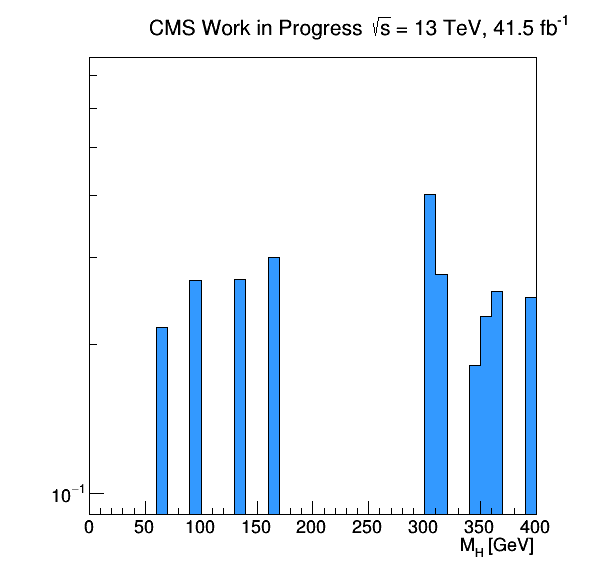 CMS Work in Progress √s = 13 TeV, 41.5 fb⁻¹
10⁻¹
0 50 100 150 200 250 300 350 400
M_H [GeV]